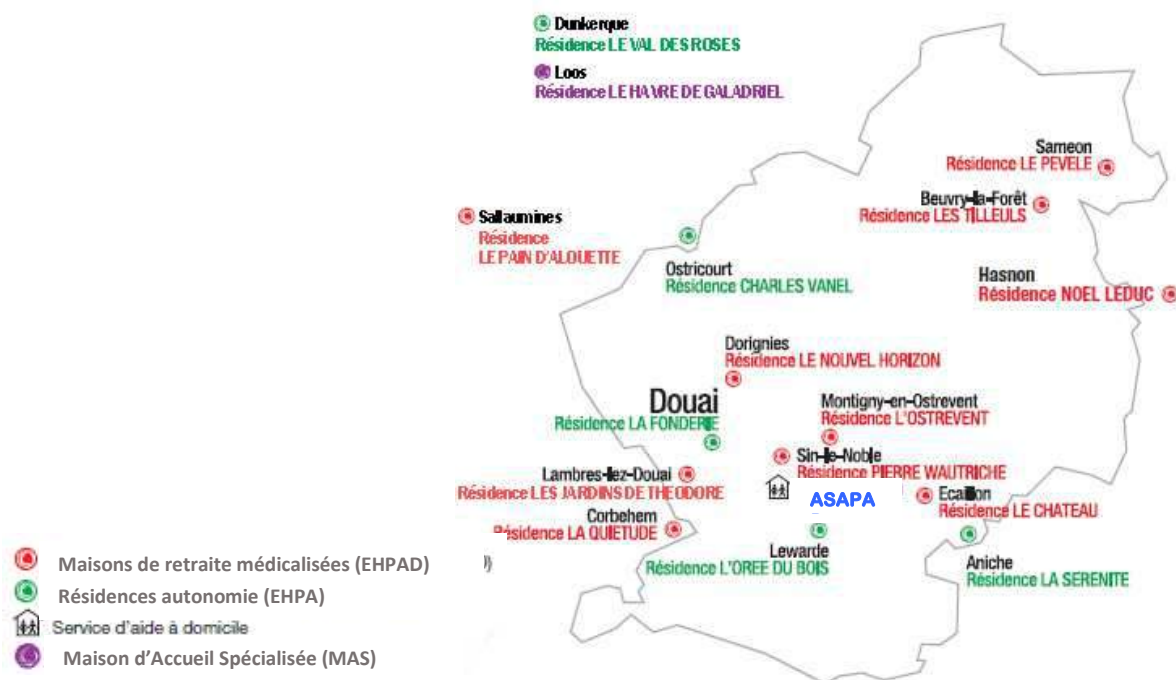 Dunkerque
Résidence LE VAL DES ROSES
Loos
Résidence LE HAVRE DE GALADRIEL
Sameon
Résidence LE PEVELE
Beuvry-la-Forêt
Résidence LES TILLEULS
Sallaumines
Résidence
LE PAIN D'ALOUETTE
Ostricourt
Résidence CHARLES VANEL
Hasnon
Résidence NOEL LEDUC
Dorignies
Résidence LE NOUVEL HORIZON
Douai
Résidence LA FONDERIE
Montigny-en-Ostrevent
Résidence L'OSTREVENT
Sin-le-Noble
Résidence PIERRE WAUTRICHE
Lambres-lez-Douai
Résidence LES JARDINS DE THEODORE
ASAPA
Ecaillon
Résidence LE CHATEAU
Corbehem
Résidence LA QUIETUDE
Lewarde
Résidence L'OREE DU BOIS
Aniche
Résidence LA SERENITE
Maisons de retraite médicalisées (EHPAD)
Résidences autonomie (EHPA)
Service d'aide à domicile
Maison d'Accueil Spécialisée (MAS)